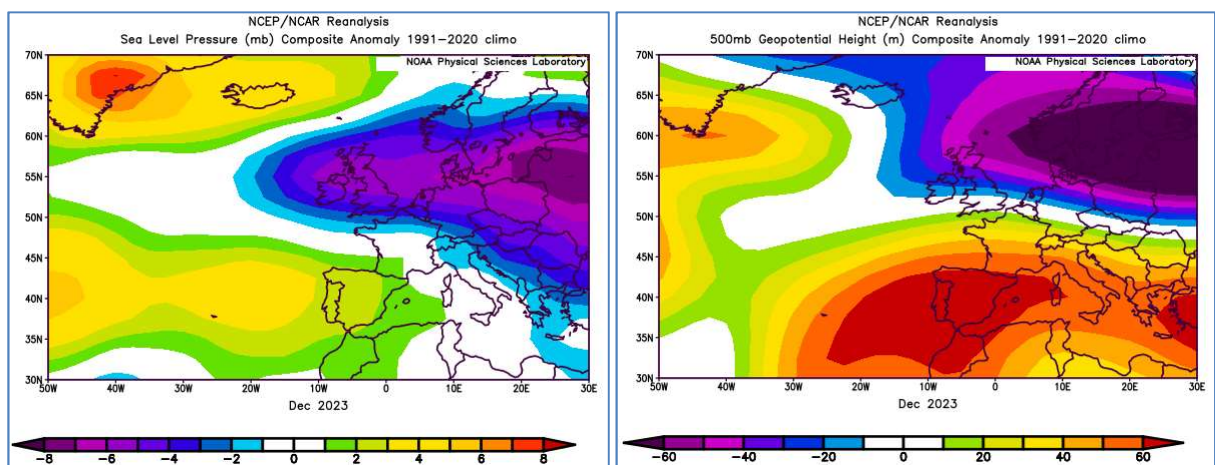 NCEP/NCAR Reanalysis
Sea Level Pressure (mb) Composite Anomaly 1991-2020 climo
NOAA Physical Sciences Laboratory
70N
65N
60N
55N
50N
45N
40N
35N
30N
50W 40W 30W 20W 10W 0 10E 20E 30E
Dec 2023
-8 -6 -4 -2 0 2 4 6 8
NCEP/NCAR Reanalysis
500mb Geopotential Height (m) Composite Anomaly 1991-2020 climo
NOAA Physical Sciences Laboratory
70N
65N
60N
55N
50N
45N
40N
35N
30N
50W 40W 30W 20W 10W 0 10E 20E 30E
Dec 2023
-60 -40 -20 0 20 40 60